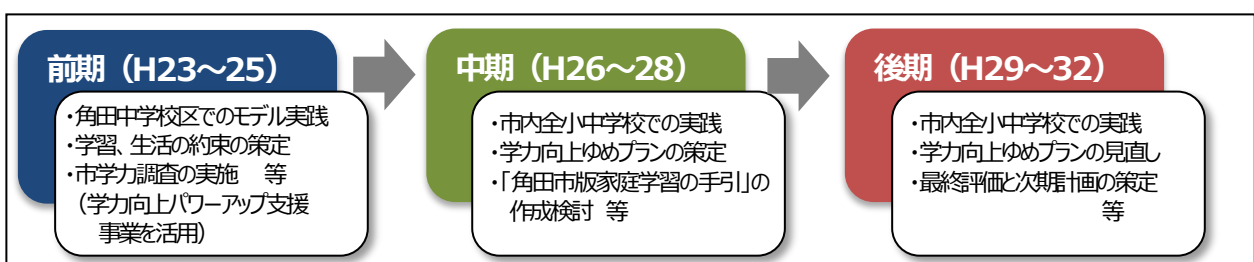 前期（H23～25）
・角田中学校区でのモデル実践
・学習、生活の約束の策定
・市学力調査の実施　等
（学力向上パワーアップ支援
事業を活用）
中期（H26～28）
・市内全小中学校での実践
・学力向上ゆめプランの策定
・「角田市版家庭学習の手引」の
作成検討　等
後期（H29～32）
・市内全小中学校での実践
・学力向上ゆめプランの見直し
・最終評価と次期計画の策定
等